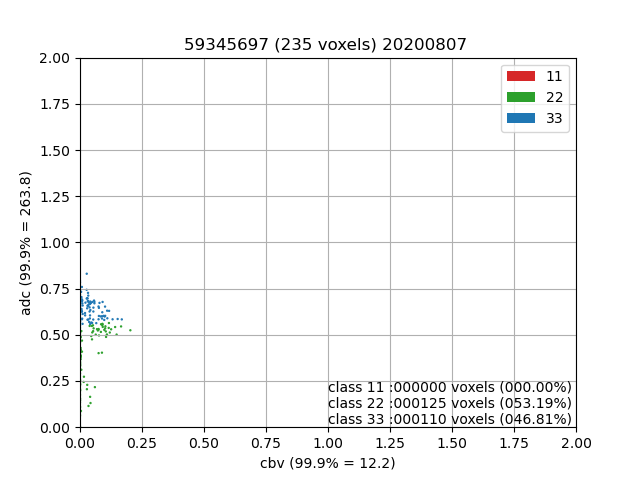 59345697 (235 voxels) 20200807
2.00
1.75
1.50
1.25
1.00
0.75
0.50
0.25
0.00
adc (99.9% = 263.8)
11
22
33
class 11 :000000 voxels (000.00%)
class 22 :000125 voxels (053.19%)
class 33 :000110 voxels (046.81%)
0.00 0.25 0.50 0.75 1.00 1.25 1.50 1.75 2.00
cbv (99.9% = 12.2)